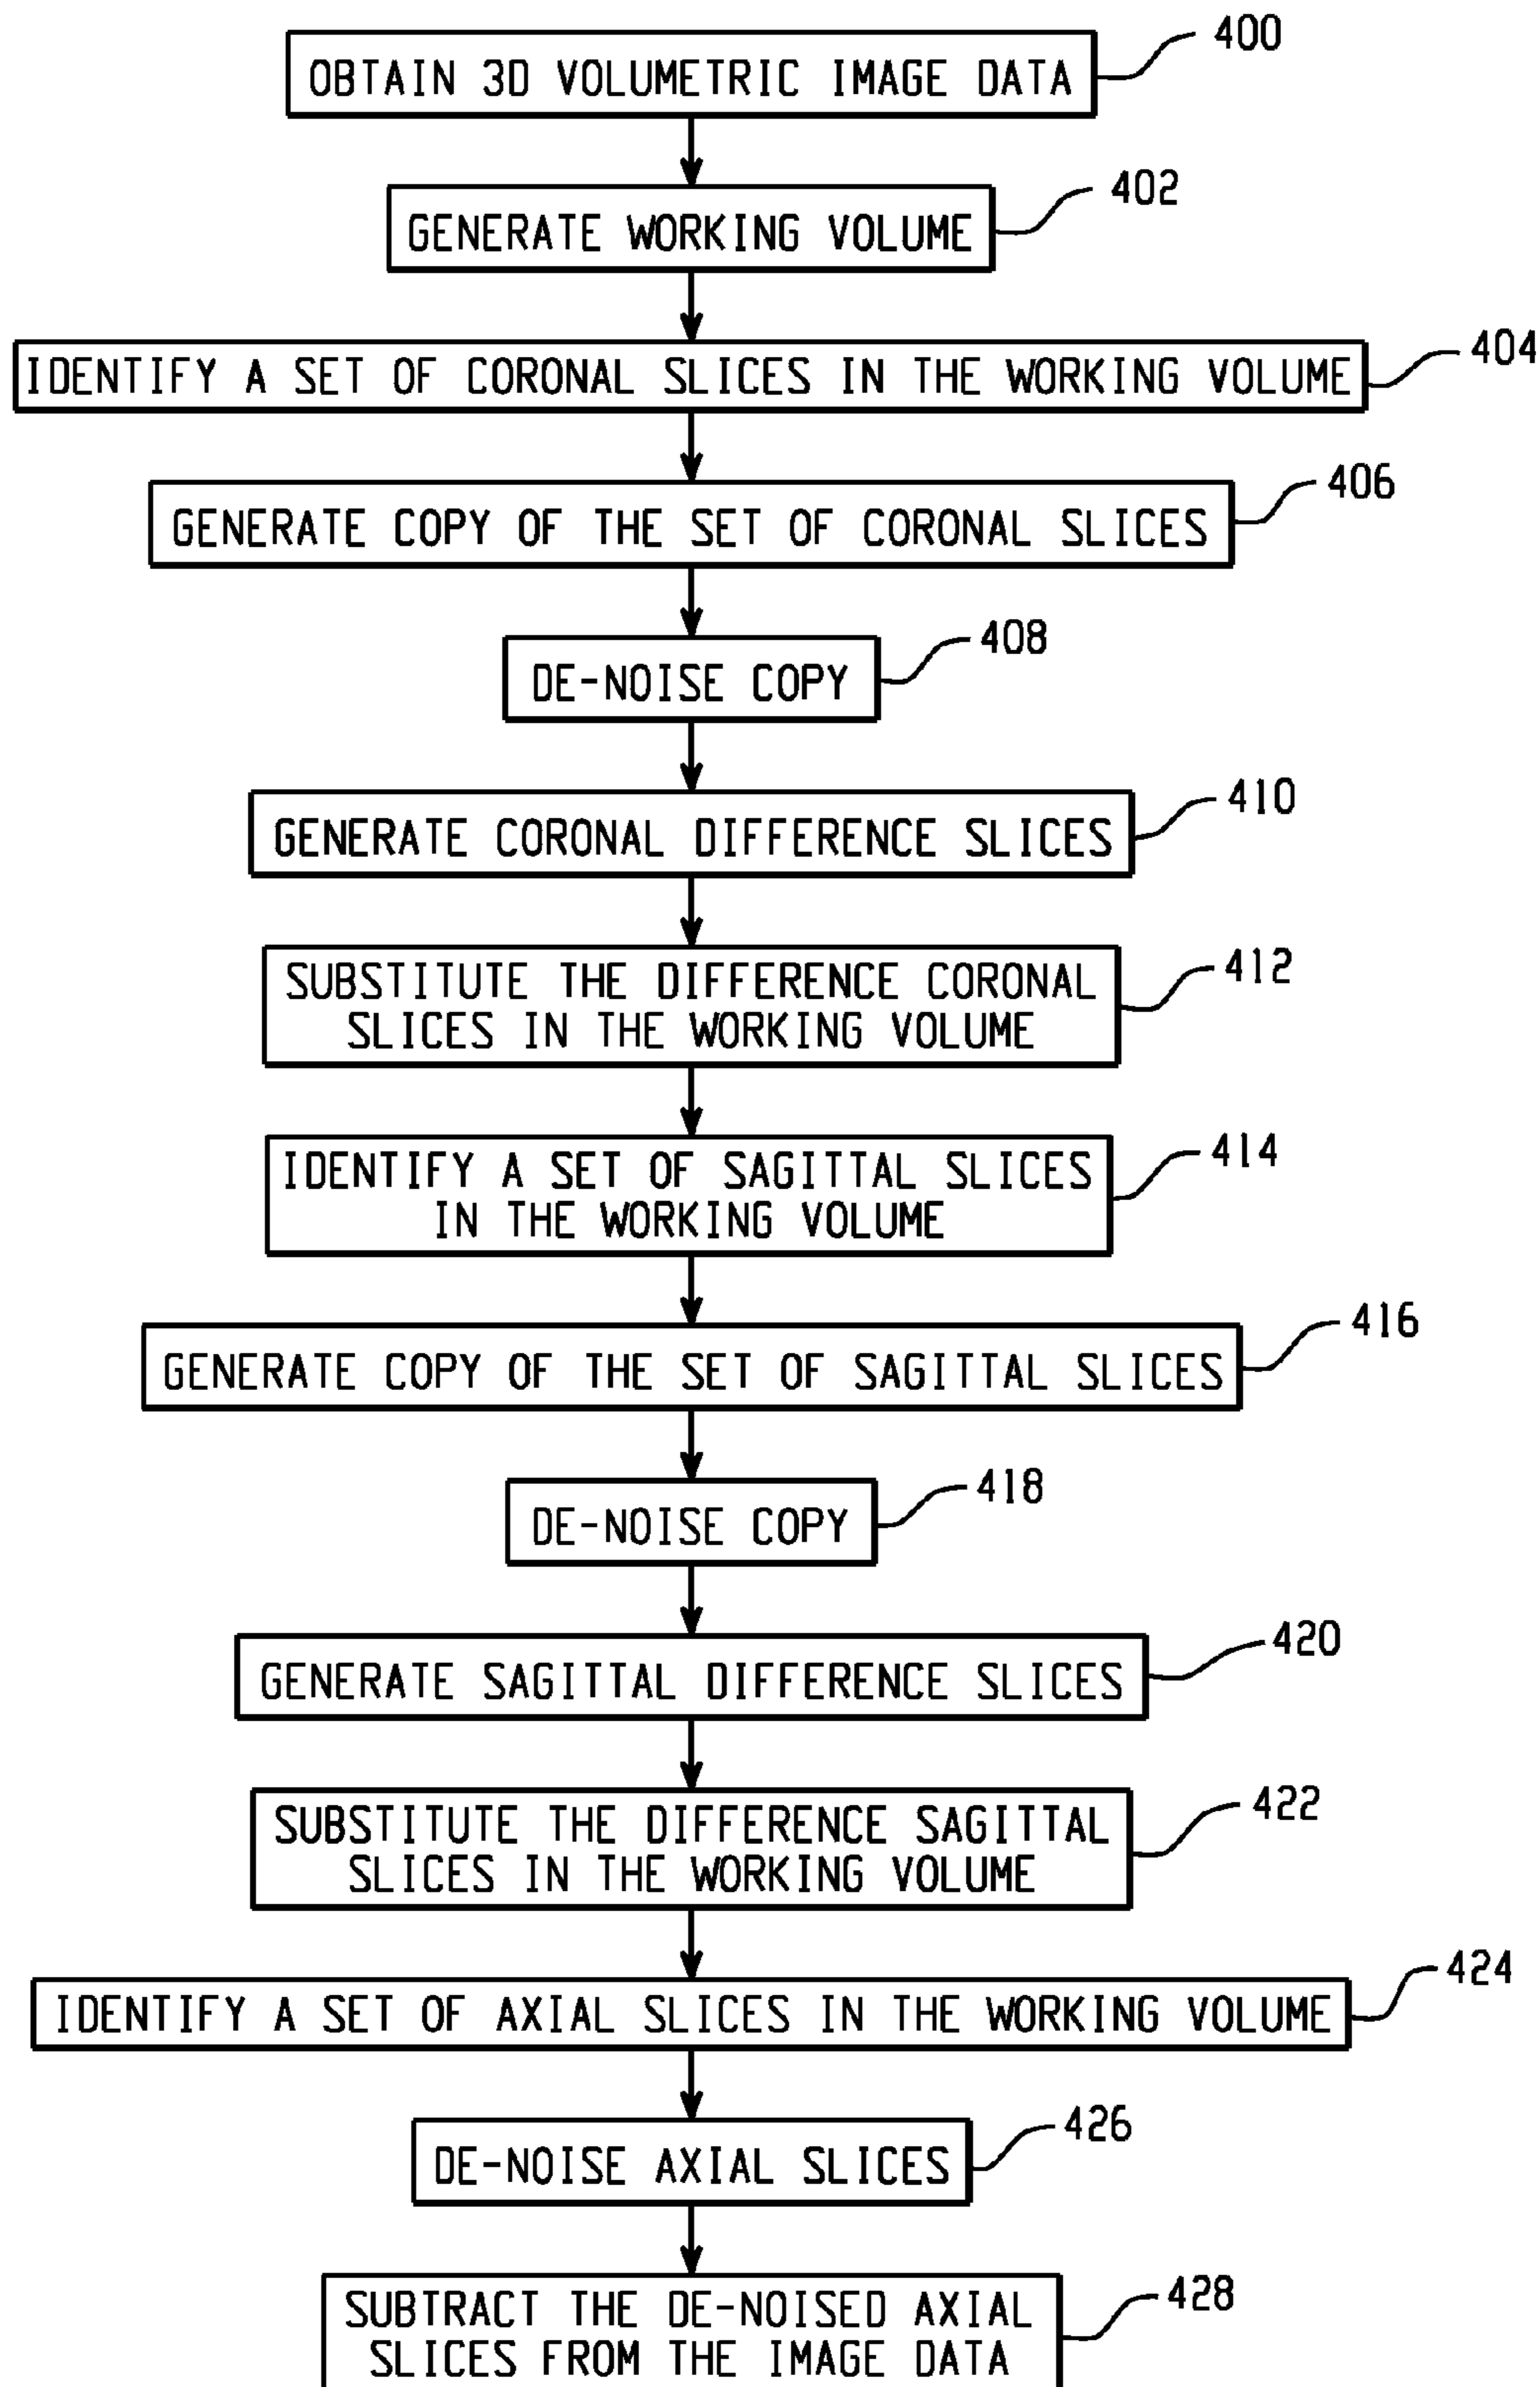 400
OBTAIN 3D VOLUMETRIC IMAGE DATA
402
GENERATE WORKING VOLUME
404
IDENTIFY A SET OF CORONAL SLICES IN THE WORKING VOLUME
406
GENERATE COPY OF THE SET OF CORONAL SLICES
408
DE-NOISE COPY
410
GENERATE CORONAL DIFFERENCE SLICES
412
SUBSTITUTE THE DIFFERENCE CORONAL
SLICES IN THE WORKING VOLUME
414
IDENTIFY A SET OF SAGITTAL SLICES
IN THE WORKING VOLUME
416
GENERATE COPY OF THE SET OF SAGITTAL SLICES
418
DE-NOISE COPY
420
GENERATE SAGITTAL DIFFERENCE SLICES
422
SUBSTITUTE THE DIFFERENCE SAGITTAL
SLICES IN THE WORKING VOLUME
424
IDENTIFY A SET OF AXIAL SLICES IN THE WORKING VOLUME
426
DE-NOISE AXIAL SLICES
428
SUBTRACT THE DE-NOISED AXIAL
SLICES FROM THE IMAGE DATA